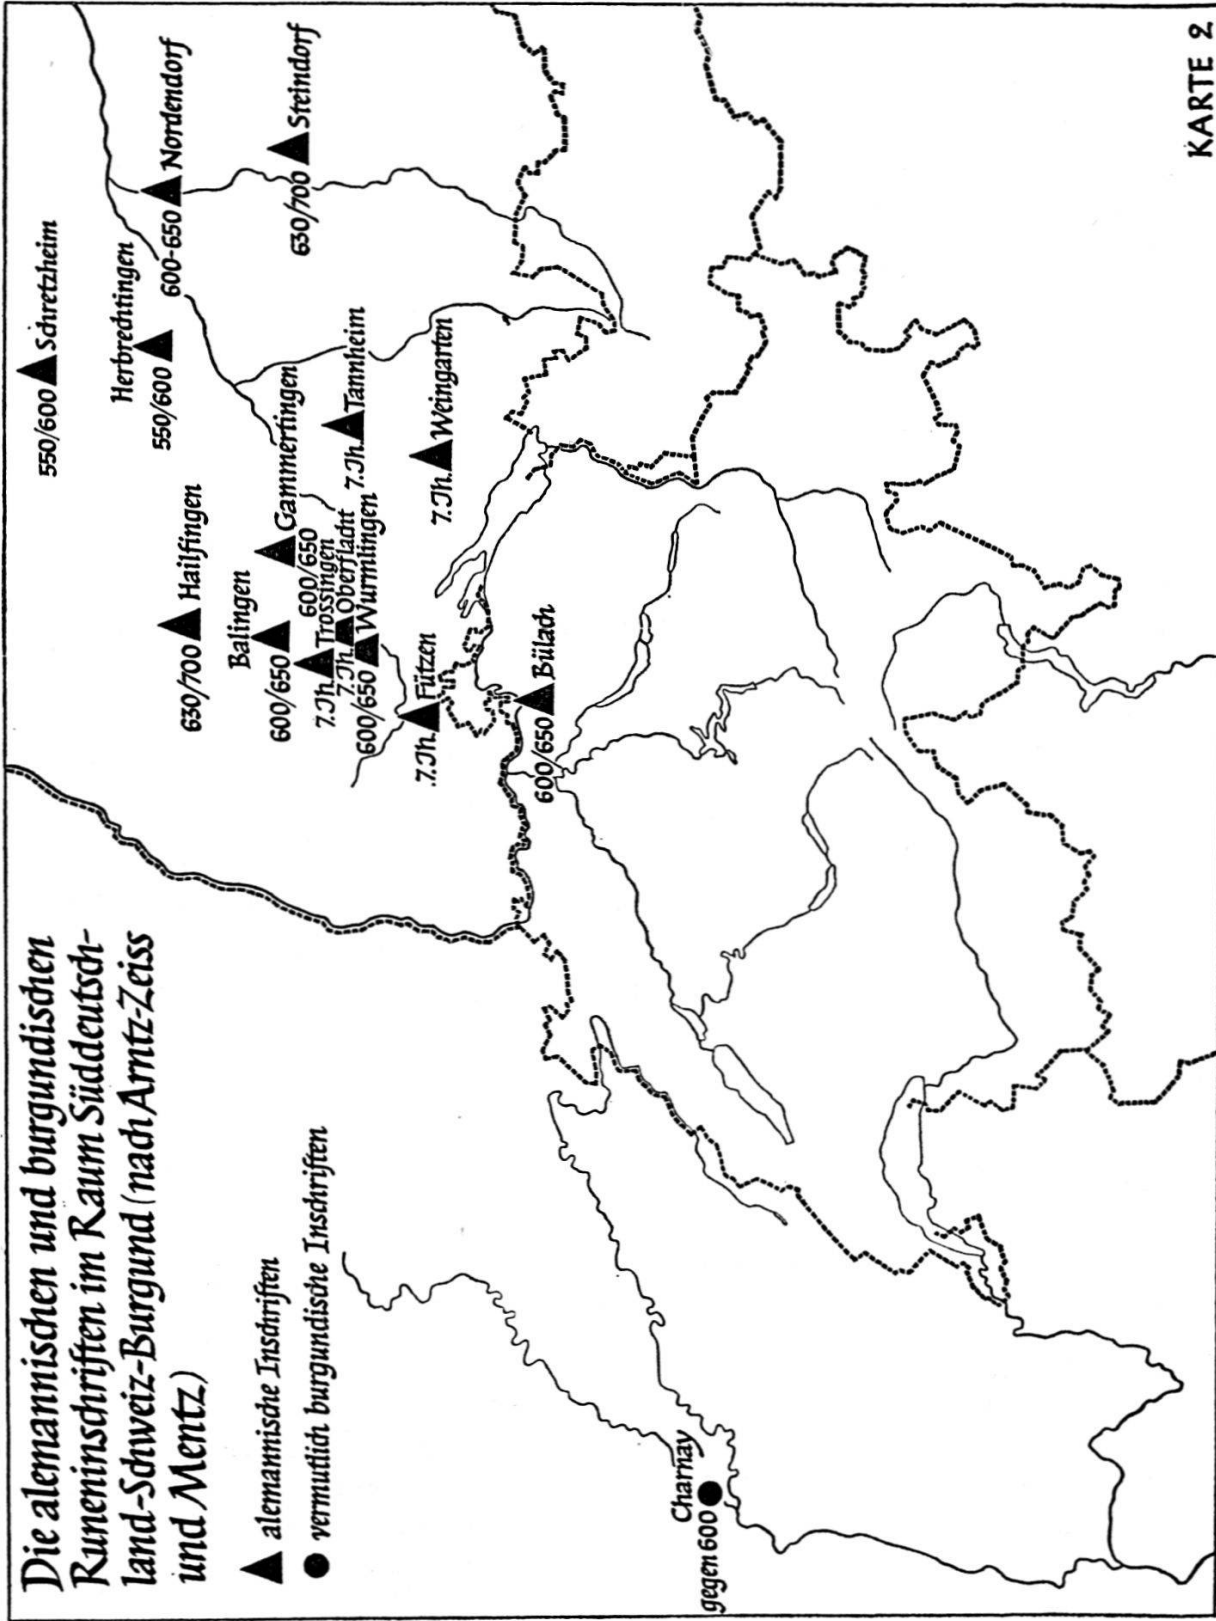 Die alemannischen und burgundischen
Runeninschriften im Raum Süddeutsch-
land-Schweiz-Burgund (nach Arntz-Zeiss
und Mentz)
alemannische Inschriften
vermutlich burgundische Inschriften
550/600 Schretzheim
Herbrechtingen
550/600
600-650 Nordendorf
630/700 Steindorf
630/700 Hailfingen
Balingen
600/650
Gammertingen
600/650
7.Jh. Trossingen
7.Jh. Oberflacht
600/650 Wurmlingen
7.Jh. Tannheim
7.Jh. Weingarten
.7.Jh. Fützen
600/650 Bülach
Charnay
gegen 600
KARTE 2